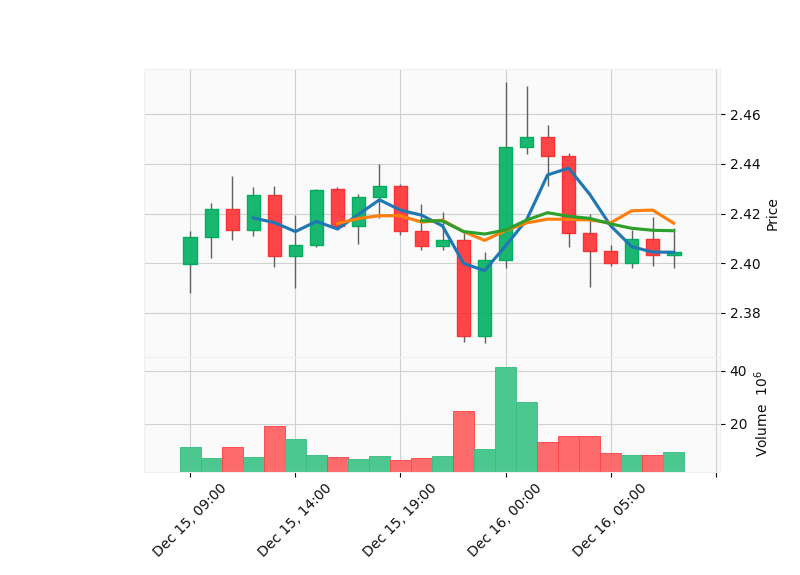 2.46
2.44
2.42
2.40
2.38
Price
40
20
Volume 10^6
Dec 15, 09:00
Dec 15, 14:00
Dec 15, 19:00
Dec 16, 00:00
Dec 16, 05:00